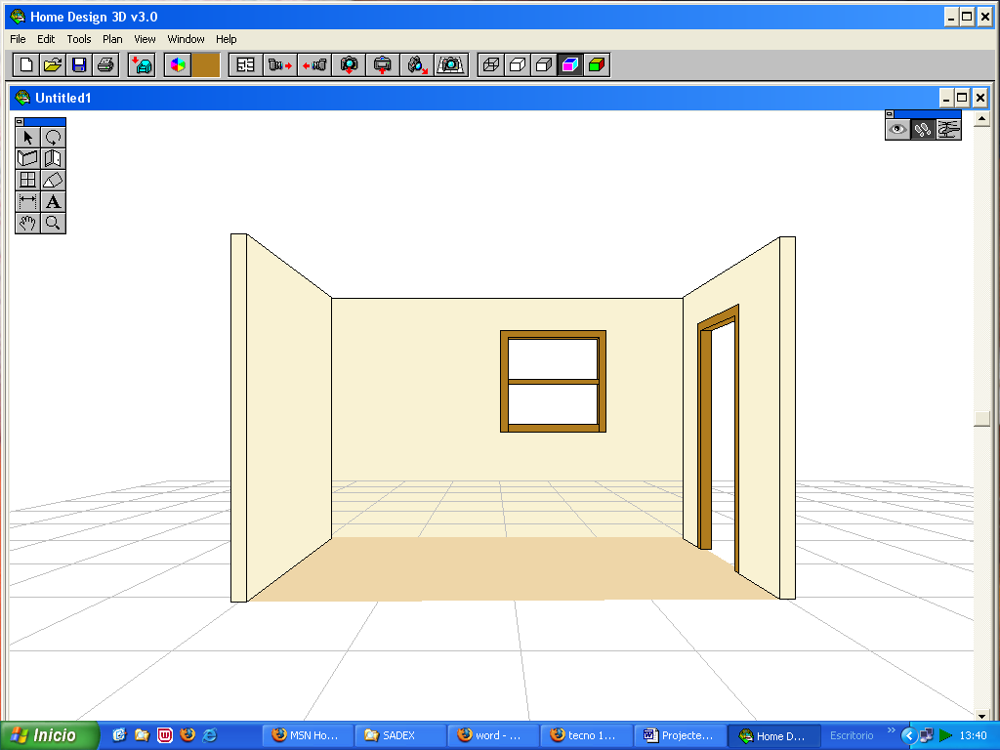 Home Design 3D v3.0
File Edit Tools Plan View Window Help
Untitled1
A
Inicio MSN Ho... SADEX word - ... tecno 1... Projecte... Home D... Escritorio » 13:40